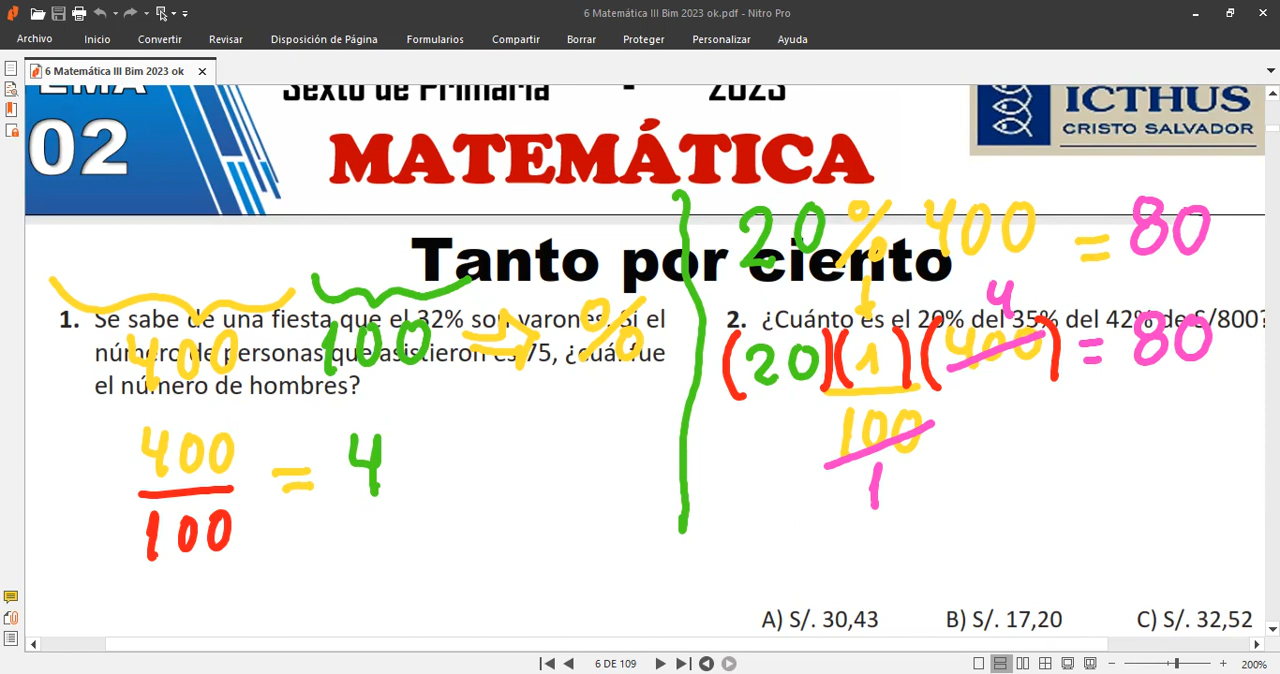 6 Matemática III Bim 2023 ok.pdf - Nitro Pro
Archivo Inicio Convertir Revisar Disposición de Página Formularios Compartir Borrar Proteger Personalizar Ayuda
6 Matemática III Bim 2023 ok
02
Sexto de Primaria - 2023
MATEMÁTICA
ICTHUS
CRISTO SALVADOR
Tanto por ciento
20 % 400 = 80
1. Se sabe de una fiesta que el 32% son varones. Si el
número de personas que asistieron es 75, ¿cuál fue
el número de hombres?
400 100 %
400
100
= 4
2. ¿Cuánto es el 20% del 35% del 42% de S/800?
4
(20)(1)(400) = 80
100
1
A) S/. 30,43 B) S/. 17,20 C) S/. 32,52
6 DE 109
200%